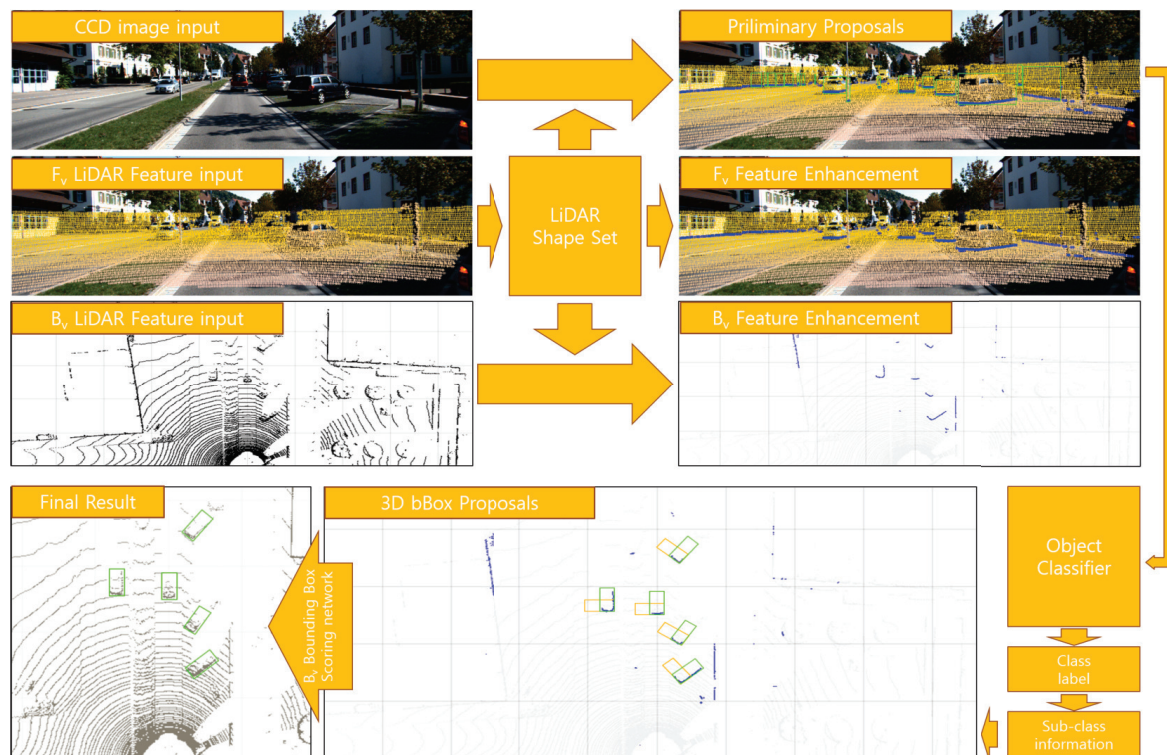 CCD image input
Priliminary Proposals
Fv LiDAR Feature input
LiDAR
Shape Set
Fv Feature Enhancement
Bv LiDAR Feature input
Bv Feature Enhancement
Final Result
3D bBox Proposals
Bv Bounding Box
Scoring network
Object
Classifier
Class
label
Sub-class
information